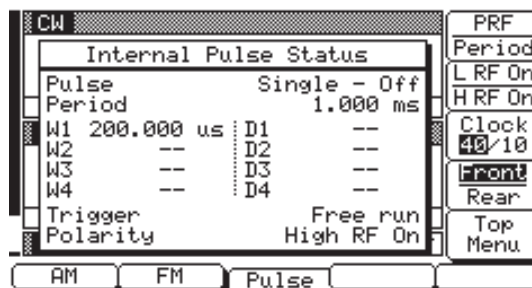 CW
Internal Pulse Status
Pulse Single - Off
Period 1.000 ms
W1 200.000 us D1 --
W2 -- D2 --
W3 -- D3 --
W4 -- D4 --
Trigger Free run
Polarity High RF On
PRF
Period
L RF On
H RF On
Clock
40/10
Front
Rear
Top
Menu
AM FM Pulse